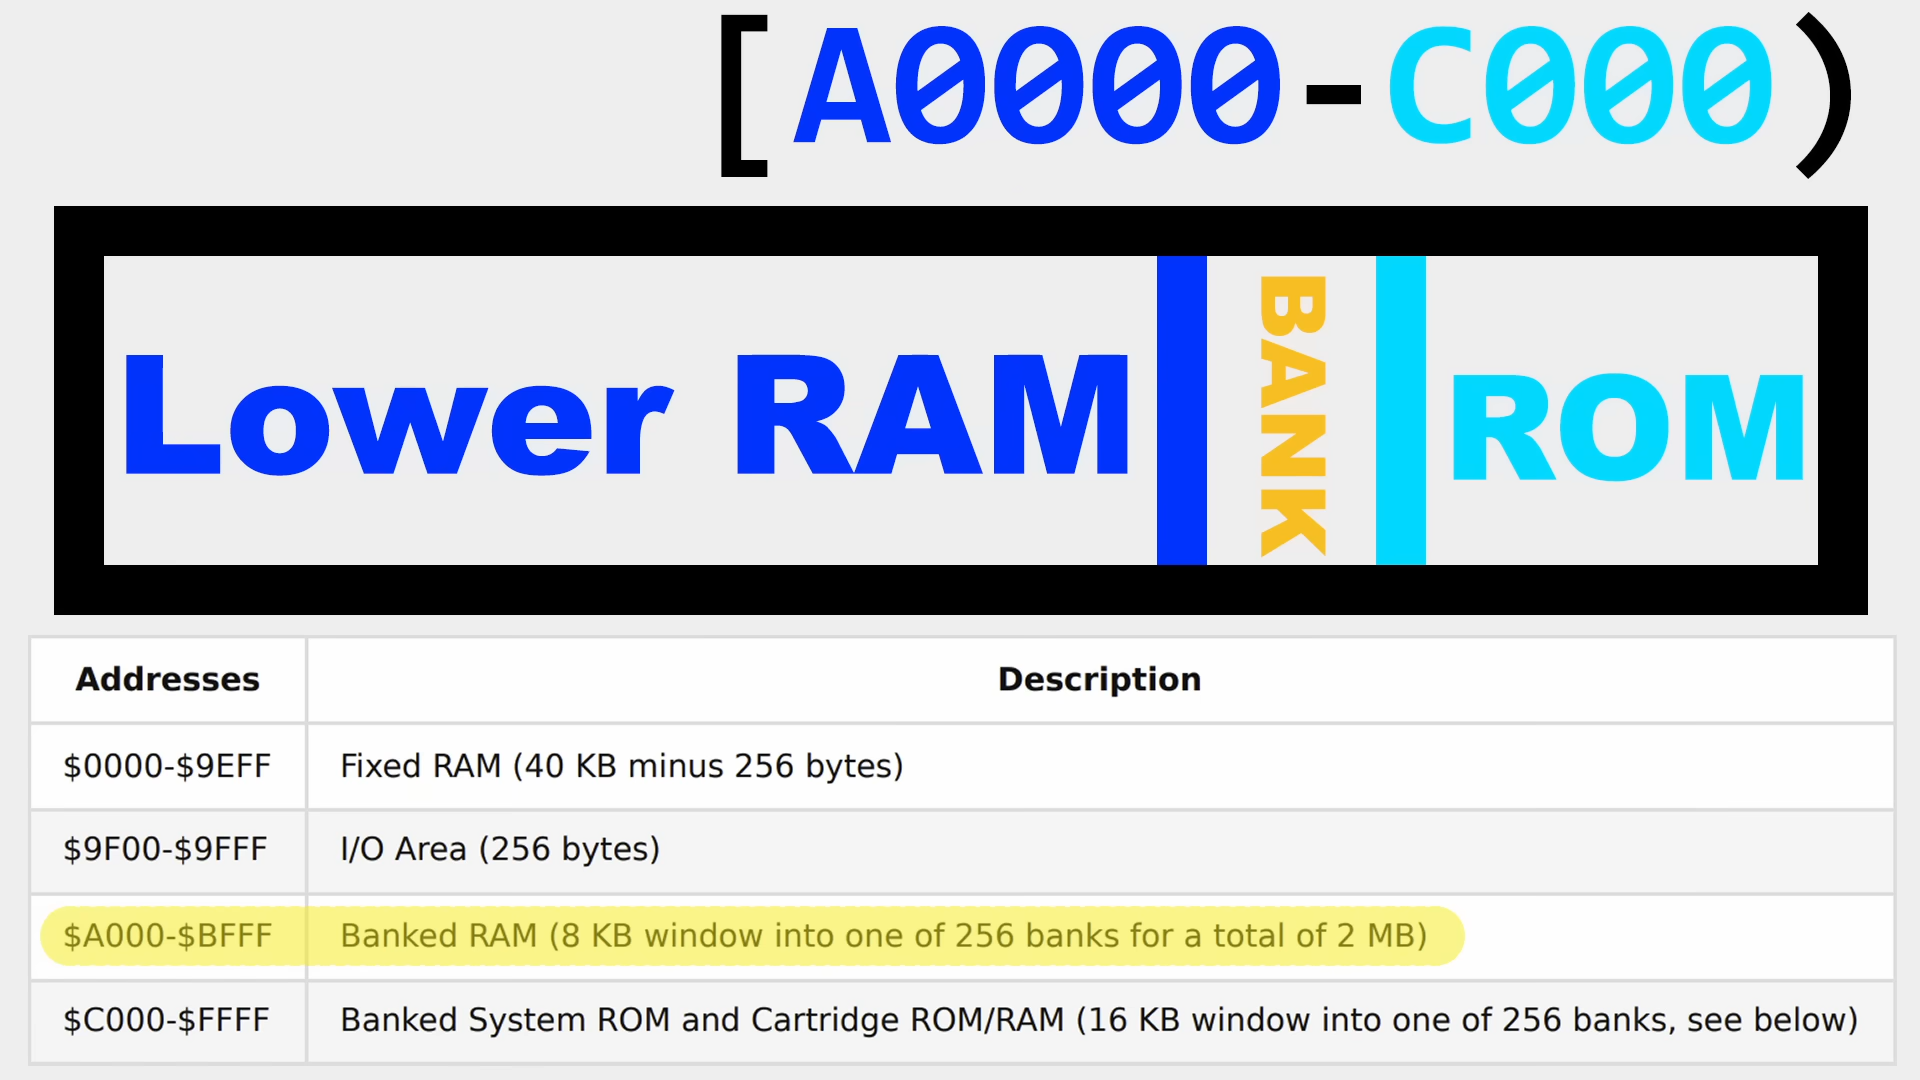 [A0000-C000)
Lower RAM BANK ROM
Addresses Description
$0000-$9EFF Fixed RAM (40 KB minus 256 bytes)
$9F00-$9FFF I/O Area (256 bytes)
$A000-$BFFF Banked RAM (8 KB window into one of 256 banks for a total of 2 MB)
$C000-$FFFF Banked System ROM and Cartridge ROM/RAM (16 KB window into one of 256 banks, see below)